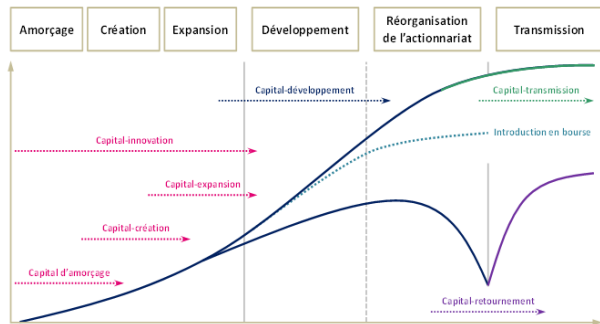 Amorçage
Création
Expansion
Développement
Réorganisation
de l'actionnariat
Transmission
Capital-développement
Capital-transmission
Introduction en bourse
Capital-innovation
Capital-expansion
Capital-création
Capital d'amorçage
Capital-retournement